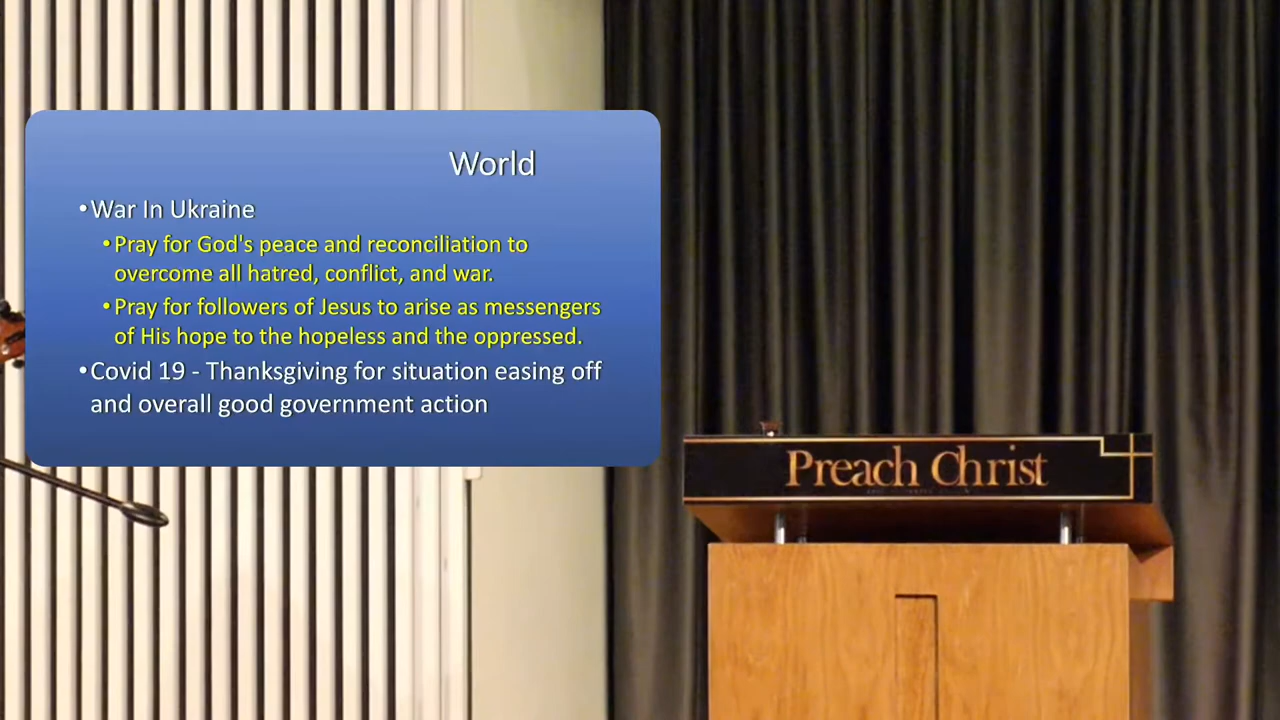 World
•War In Ukraine
•Pray for God's peace and reconciliation to
overcome all hatred, conflict, and war.
•Pray for followers of Jesus to arise as messengers
of His hope to the hopeless and the oppressed.
•Covid 19 - Thanksgiving for situation easing off
and overall good government action
Preach Christ